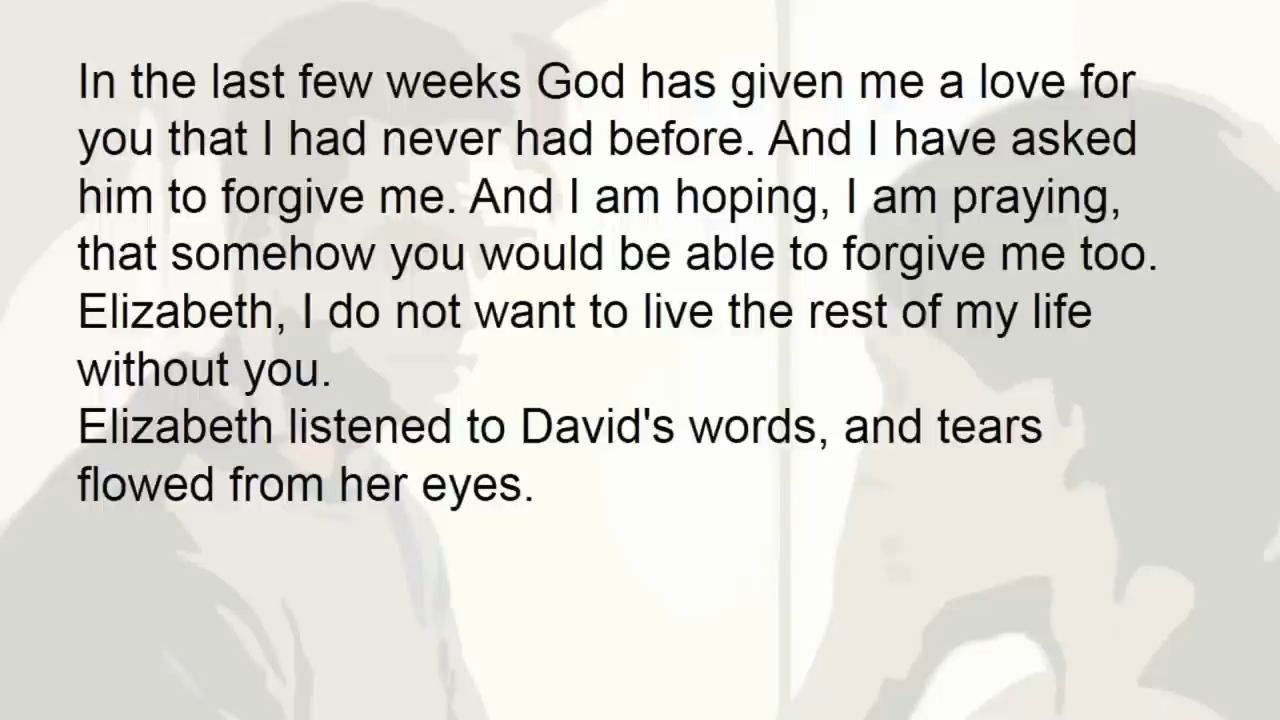 In the last few weeks God has given me a love for
you that I had never had before. And I have asked
him to forgive me. And I am hoping, I am praying,
that somehow you would be able to forgive me too.
Elizabeth, I do not want to live the rest of my life
without you.
Elizabeth listened to David's words, and tears
flowed from her eyes.